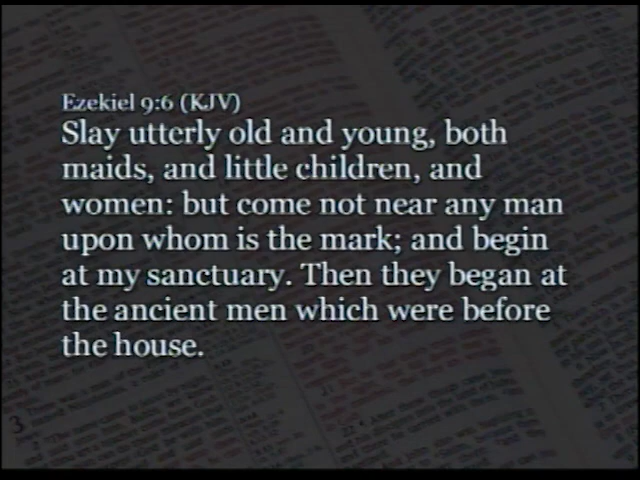 Ezekiel 9:6 (KJV)
Slay utterly old and young, both
maids, and little children, and
women: but come not near any man
upon whom is the mark; and begin
at my sanctuary. Then they began at
the ancient men which were before
the house.
3